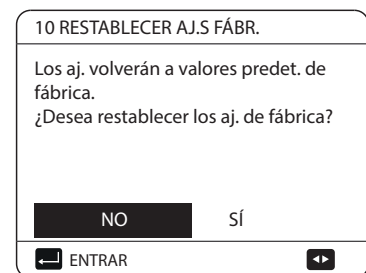 10 RESTABLECER AJ.S FÁBR.
Los aj. volverán a valores predet. de
fábrica.
¿Desea restablecer los aj. de fábrica?
NO SÍ
ENTRAR